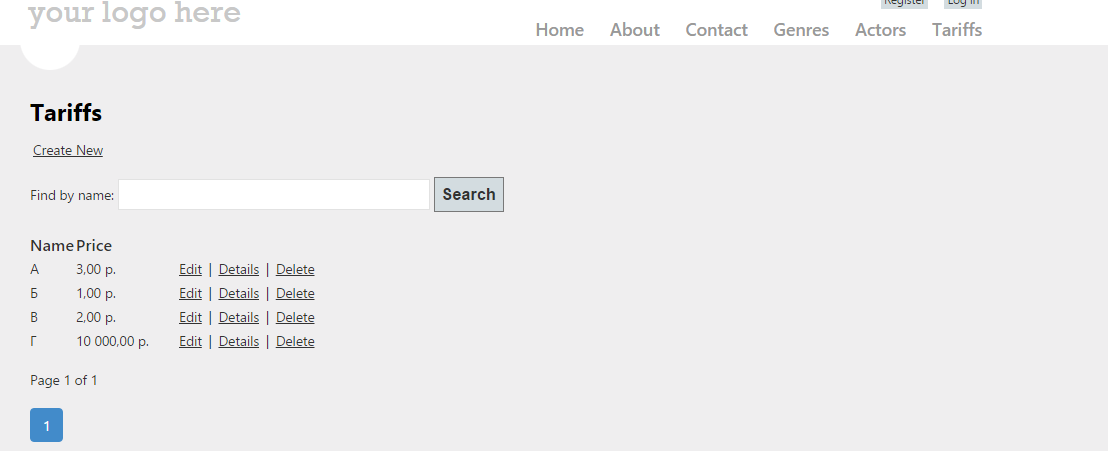 your logo here
Register Log in
Home About Contact Genres Actors Tariffs
Tariffs
Create New
Find by name: Search
Name Price
А 3,00 р. Edit | Details | Delete
Б 1,00 р. Edit | Details | Delete
В 2,00 р. Edit | Details | Delete
Г 10 000,00 р. Edit | Details | Delete
Page 1 of 1
1